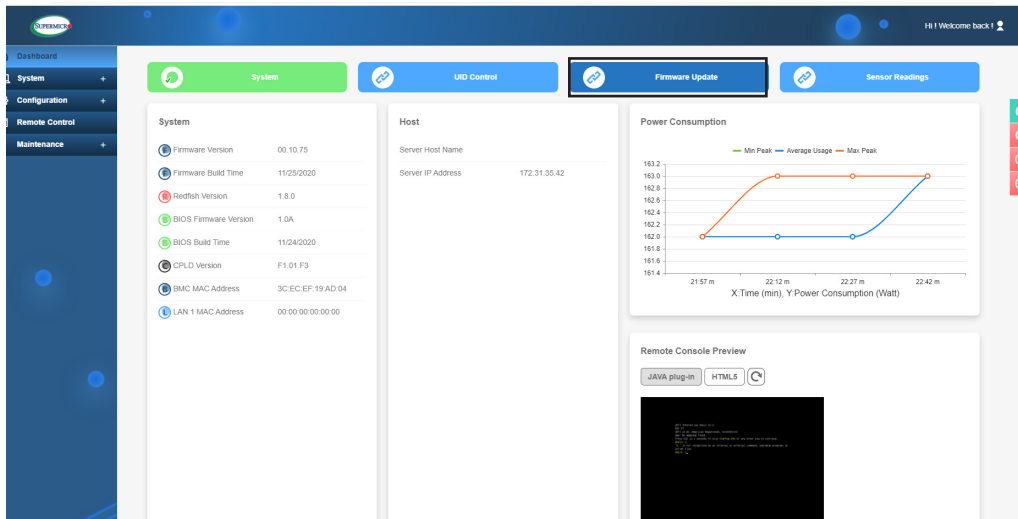 SUPERMICR
Hi ! Welcome back !
Dashboard
System +
Configuration +
Remote Control
Maintenance +
System
UID Control
Firmware Update
Sensor Readings
System
Firmware Version 00.10.75
Firmware Build Time 11/25/2020
Redfish Version 1.8.0
BIOS Firmware Version 1.0A
BIOS Build Time 11/24/2020
CPLD Version F1.01.F3
BMC MAC Address 3C:EC:EF:19:AD:04
LAN 1 MAC Address 00:00:00:00:00:00
Host
Server Host Name
Server IP Address 172.31.35.42
Power Consumption
Min Peak Average Usage Max Peak
163.2
163.0
162.8
162.6
162.4
162.2
162.0
161.8
161.6
161.4
21:57 m 22:12 m 22:27 m 22:42 m
X:Time (min), Y:Power Consumption (Watt)
Remote Console Preview
JAVA plug-in HTML5